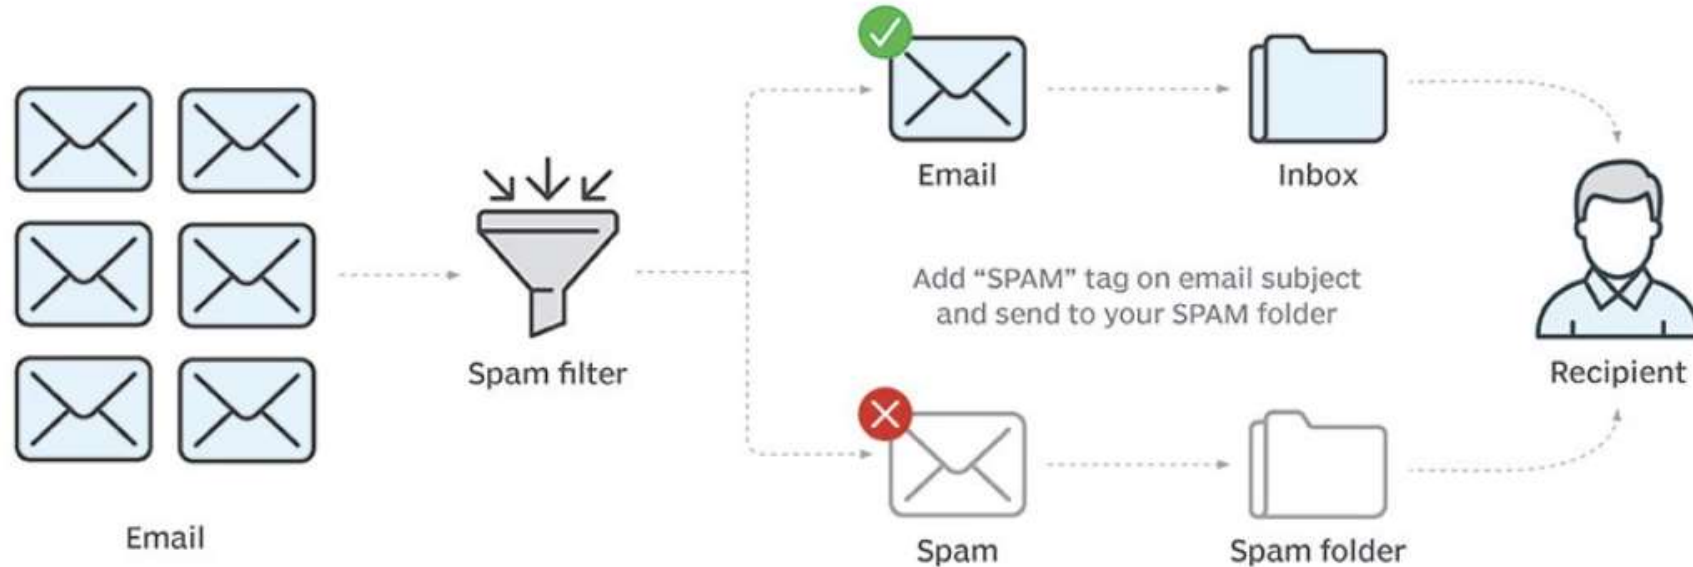 Email
Inbox
Add “SPAM” tag on email subject
and send to your SPAM folder
Spam filter
Recipient
Email
Spam
Spam folder